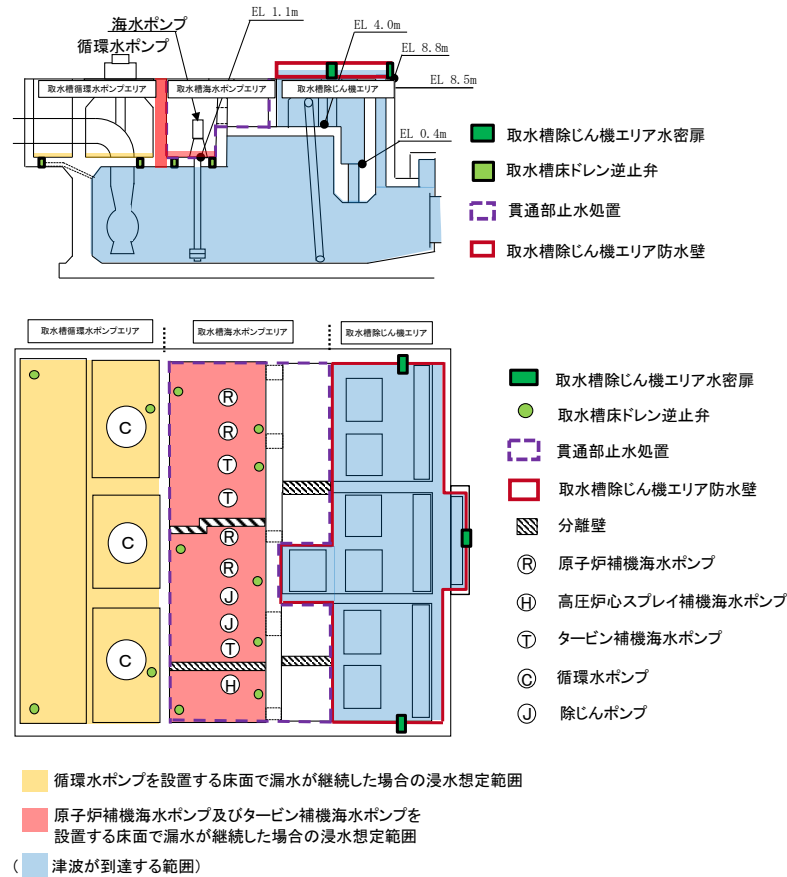 海水ポンプ
循環水ポンプ
EL 1.1m
EL 4.0m
EL 8.8m
EL 8.5m
取水槽循環水ポンプエリア
取水槽海水ポンプエリア
取水槽除じん機エリア
EL 0.4m
取水槽除じん機エリア水密扉
取水槽床ドレン逆止弁
貫通部止水処置
取水槽除じん機エリア防水壁
取水槽循環水ポンプエリア
取水槽海水ポンプエリア
取水槽除じん機エリア
C
C
C
R
R
T
T
R
R
J
J
T
H
取水槽除じん機エリア水密扉
取水槽床ドレン逆止弁
貫通部止水処置
取水槽除じん機エリア防水壁
分離壁
Ⓡ 原子炉補機海水ポンプ
Ⓗ 高圧炉心スプレイ補機海水ポンプ
Ⓣ タービン補機海水ポンプ
Ⓒ 循環水ポンプ
Ⓙ 除じんポンプ
循環水ポンプを設置する床面で漏水が継続した場合の浸水想定範囲
原子炉補機海水ポンプ及びタービン補機海水ポンプを
設置する床面で漏水が継続した場合の浸水想定範囲
( 津波が到達する範囲)